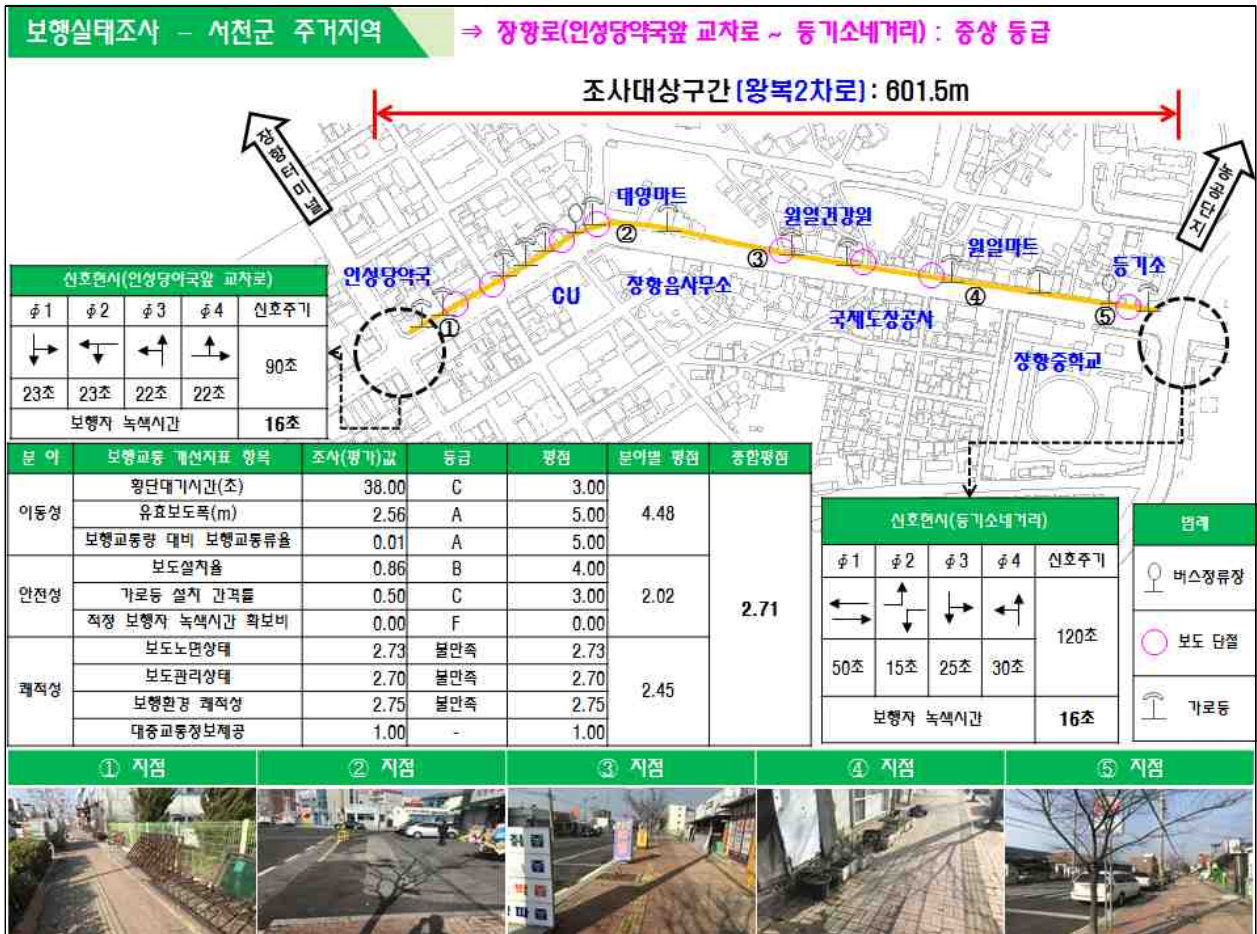 보행실태조사 - 서천군 주거지역
⇒ 장항로(인성당약국앞 교차로 ~ 등기소네거리) : 중상 등급
조사대상구간(왕복2차로) : 601.5m
농공단지
대영마트
원일건강원
원일마트
등기소
인성당약국
CU
장항읍사무소
국제도장공사
장항중학교
① ② ③ ④ ⑤
신호현시(인성당약국앞 교차로)
φ1 φ2 φ3 φ4 신호주기
23초 23초 22초 22초 90초
보행자 녹색시간 16초
분 야 보행교통 개선지표 항목 조사(평가)값 등급 평점 분야별 평점 종합평점
이동성 횡단대기시간(초) 38.00 C 3.00 4.48 2.71
유효보도폭(m) 2.56 A 5.00
보행교통량 대비 보행교통류율 0.01 A 5.00
안전성 보도설치율 0.86 B 4.00 2.02
가로등 설치 간격률 0.50 C 3.00
적정 보행자 녹색시간 확보비 0.00 F 0.00
쾌적성 보도노면상태 2.73 불만족 2.73 2.45
보도관리상태 2.70 불만족 2.70
보행환경 쾌적성 2.75 불만족 2.75
대중교통정보제공 1.00 - 1.00
신호현시(등기소네거리)
φ1 φ2 φ3 φ4 신호주기
50초 15초 25초 30초 120초
보행자 녹색시간 16초
범례
버스정류장
보도 단절
가로등
① 지점 ② 지점 ③ 지점 ④ 지점 ⑤ 지점